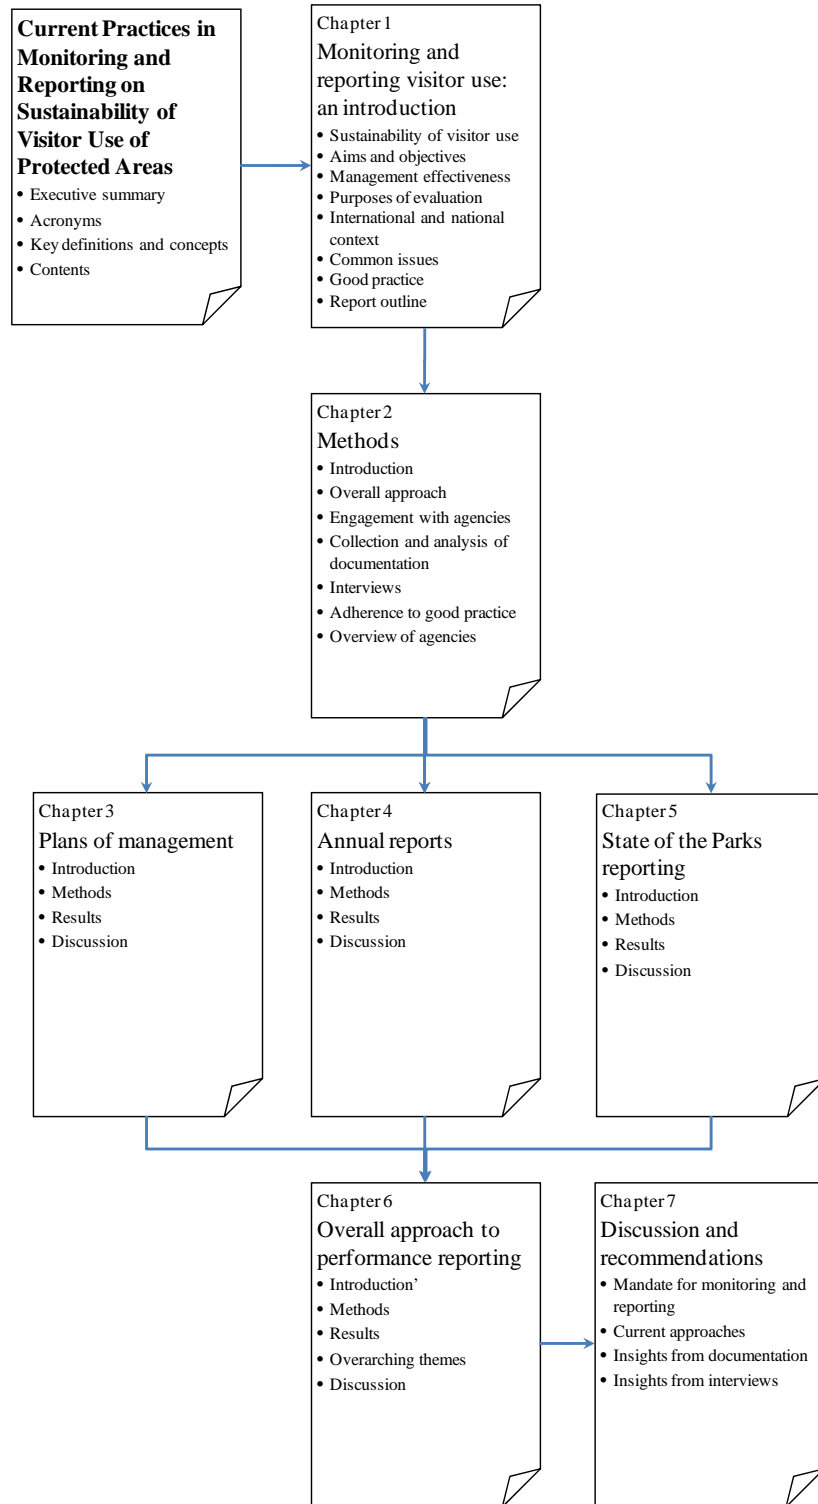 Current Practices in
Monitoring and
Reporting on
Sustainability of
Visitor Use of
Protected Areas
• Executive summary
• Acronyms
• Key definitions and concepts
• Contents
Chapter 1
Monitoring and
reporting visitor use:
an introduction
• Sustainability of visitor use
• Aims and objectives
• Management effectiveness
• Purposes of evaluation
• International and national
context
• Common issues
• Good practice
• Report outline
Chapter 2
Methods
• Introduction
• Overall approach
• Engagement with agencies
• Collection and analysis of
documentation
• Interviews
• Adherence to good practice
• Overview of agencies
Chapter 3
Plans of management
• Introduction
• Methods
• Results
• Discussion
Chapter 4
Annual reports
• Introduction
• Methods
• Results
• Discussion
Chapter 5
State of the Parks
reporting
• Introduction
• Methods
• Results
• Discussion
Chapter 6
Overall approach to
performance reporting
• Introduction’
• Methods
• Results
• Overarching themes
• Discussion
Chapter 7
Discussion and
recommendations
• Mandate for monitoring and
reporting
• Current approaches
• Insights from documentation
• Insights from interviews